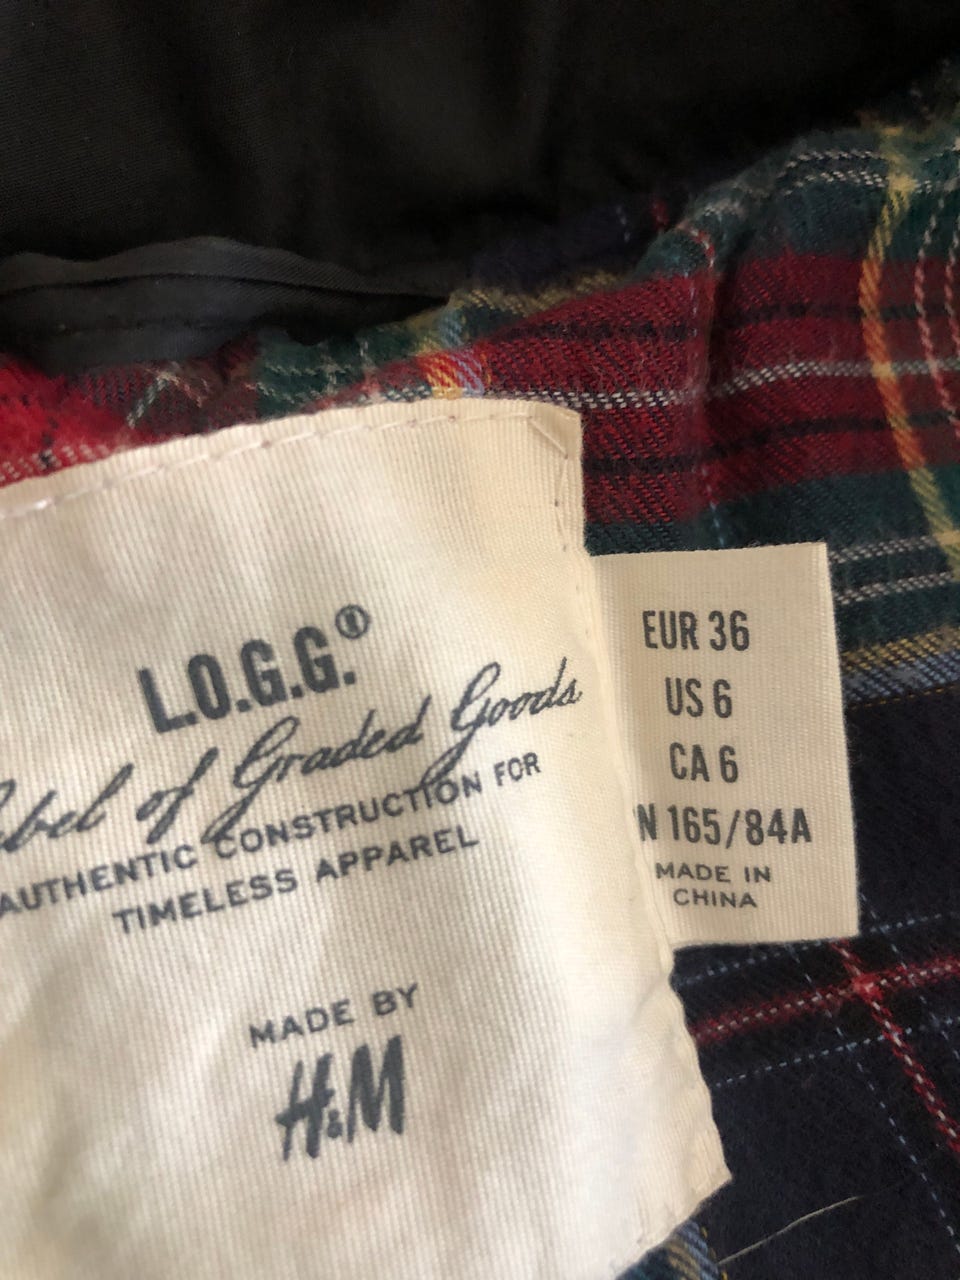 L.O.G.G.®
abel of Graded Goods
AUTHENTIC CONSTRUCTION FOR
TIMELESS APPAREL
MADE BY
H&M
EUR 36
US 6
CA 6
N 165/84A
MADE IN
CHINA